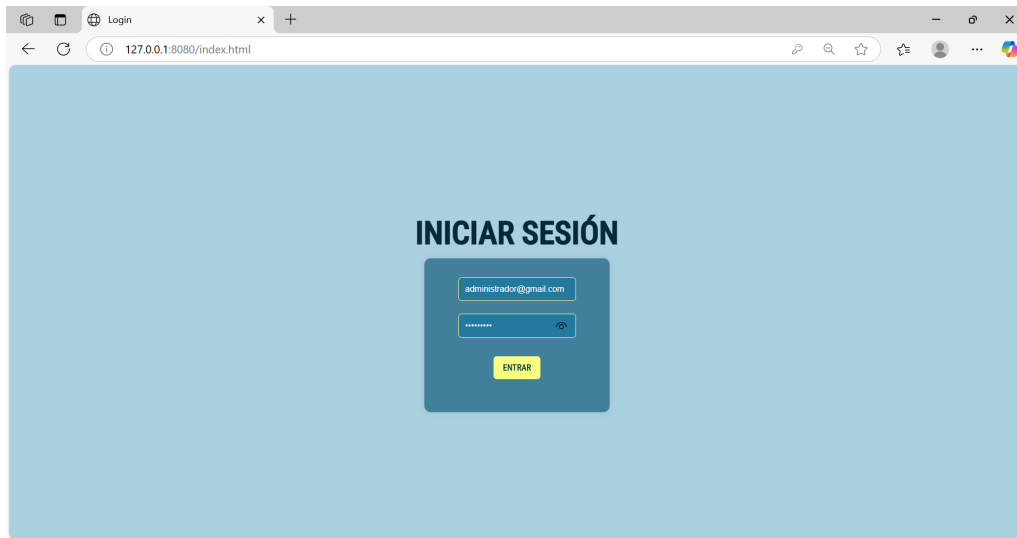 Login
127.0.0.1:8080/index.html
INICIAR SESIÓN
administrador@gmail.com
•••••••••
ENTRAR